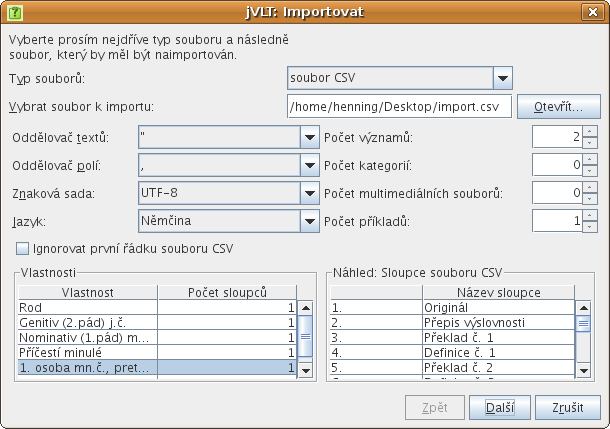 jVLT: Importovat
Vyberte prosím nejdříve typ souboru a následně
soubor, který by měl být naimportován.
Typ souborů: soubor CSV
Vybrat soubor k importu: /home/henning/Desktop/import.csv Otevřít...
Oddělovač textů: " Počet významů: 2
Oddělovač polí: , Počet kategorií: 0
Znaková sada: UTF-8 Počet multimediálních souborů: 0
Jazyk: Němčina Počet příkladů: 1
Ignorovat první řádku souboru CSV
Vlastnosti
Vlastnost Počet sloupců
Rod 1
Genitiv (2.pád) j.č. 1
Nominativ (1.pád) m... 1
Příčestí minulé 1
1. osoba mn.č., pret... 1
Náhled: Sloupce souboru CSV
Název sloupce
1. Originál
2. Přepis výslovnosti
3. Překlad č. 1
4. Definice č. 1
5. Překlad č. 2
Zpět Další Zrušit